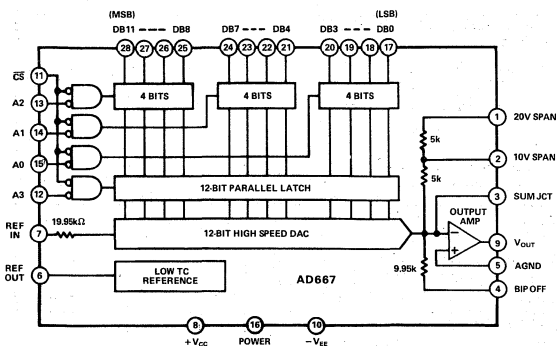 (MSB) (LSB)
DB11 DB8 DB7 DB4 DB3 DB0
28 27 26 25 24 23 22 21 20 19 18 17
CS 11
4 BITS 4 BITS 4 BITS
A2 13
A1 14
A0 15
A3 12
1 20V SPAN
5k
2 10V SPAN
5k
3 SUM JCT
12-BIT PARALLEL LATCH
OUTPUT
AMP
REF
IN
7 19.95kΩ
12-BIT HIGH SPEED DAC
9 VOUT
5 AGND
9.95k
4 BIP OFF
REF
OUT
6
LOW TC
REFERENCE
AD667
8 16 10
+VCC POWER −VEE